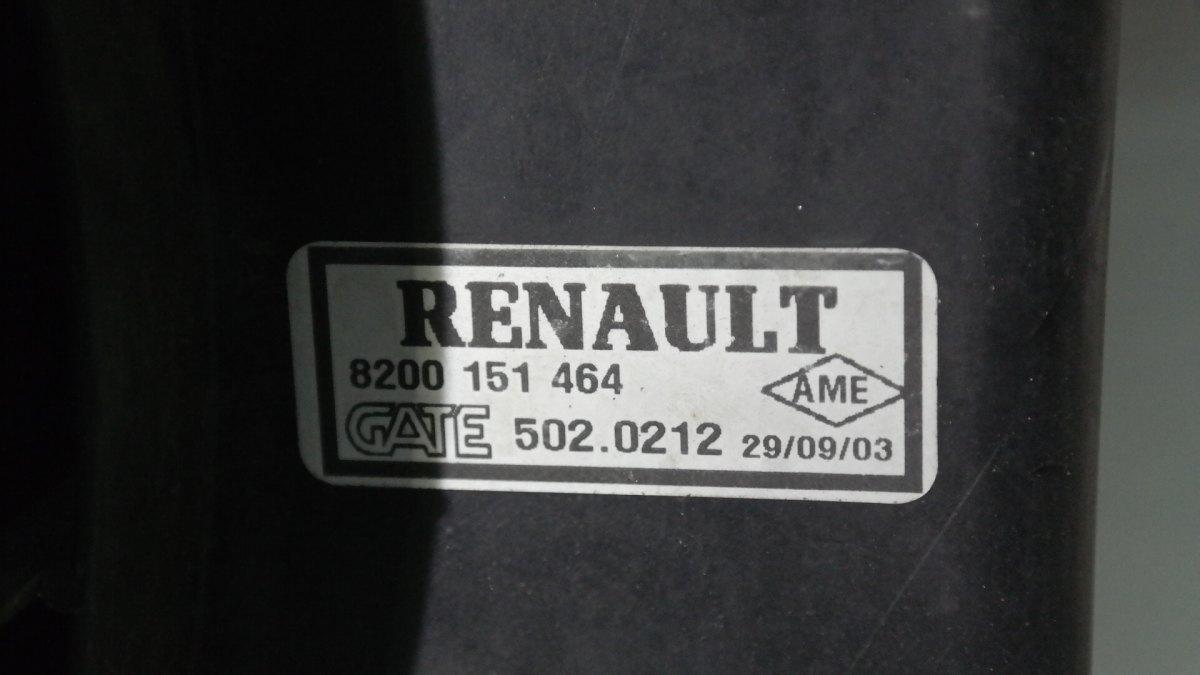 RENAULT
8200 151 464
AME
GATE 502.0212 29/09/03